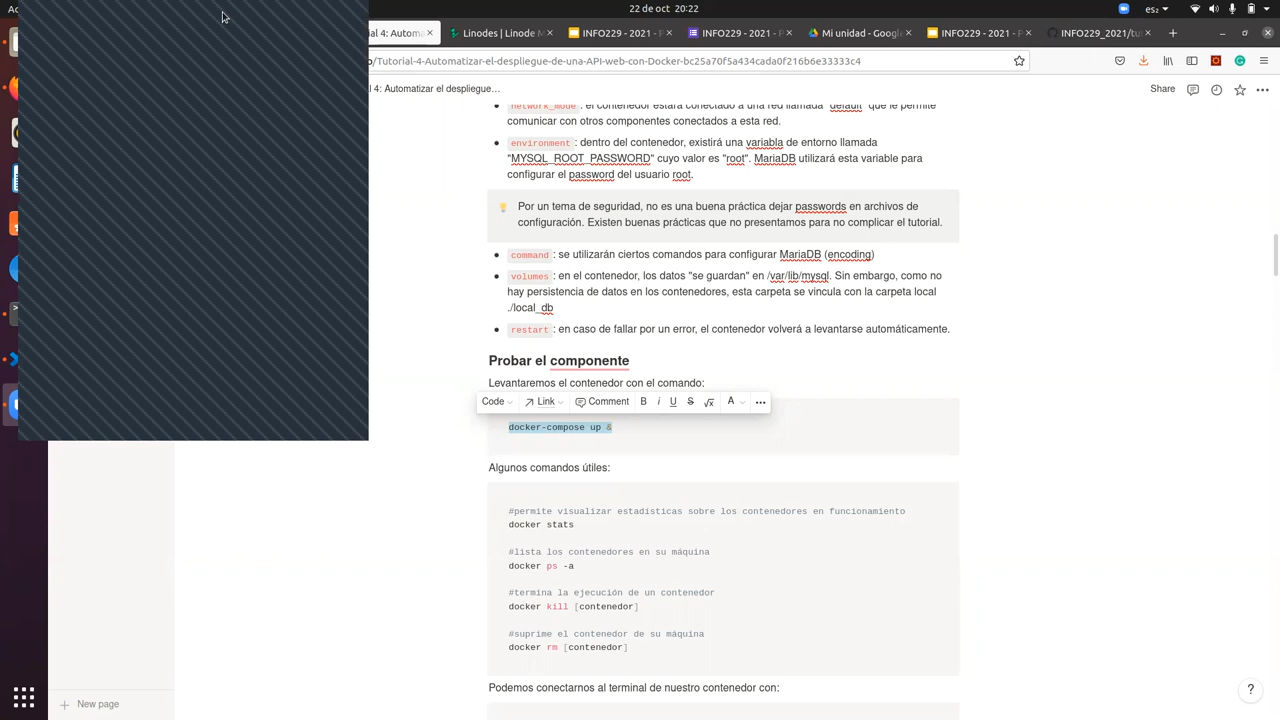 22 de oct 20:22
es₂
ial 4: Autom
Linodes | Linode M
INFO229 - 2021 - P
INFO229 - 2021 - P
Mi unidad - Google
INFO229 - 2021 - P
INFO229_2021/tu
/Tutorial-4-Automatizar-el-despliegue-de-una-API-web-con-Docker-bc25a70f5a434cada0f216b6e33333c4
l 4: Automatizar el despliegue…
Share
network_mode : el contenedor estará conectado a una red llamada "default" que le permite
comunicar con otros componentes conectados a esta red.
environment : dentro del contenedor, existirá una variabla de entorno llamada
"MYSQL_ROOT_PASSWORD" cuyo valor es "root". MariaDB utilizará esta variable para
configurar el password del usuario root.
Por un tema de seguridad, no es una buena práctica dejar passwords en archivos de
configuración. Existen buenas prácticas que no presentamos para no complicar el tutorial.
command : se utilizarán ciertos comandos para configurar MariaDB (encoding)
volumes : en el contenedor, los datos "se guardan" en /var/lib/mysql. Sin embargo, como no
hay persistencia de datos en los contenedores, esta carpeta se vincula con la carpeta local
./local_db
restart : en caso de fallar por un error, el contenedor volverá a levantarse automáticamente.
Probar el componente
Levantaremos el contenedor con el comando:
Code Link Comment B i U S √x A
docker-compose up &
Algunos comandos útiles:
#permite visualizar estadísticas sobre los contenedores en funcionamiento
docker stats
#lista los contenedores en su máquina
docker ps -a
#termina la ejecución de un contenedor
docker kill [contenedor]
#suprime el contenedor de su máquina
docker rm [contenedor]
Podemos conectarnos al terminal de nuestro contenedor con:
New page
?